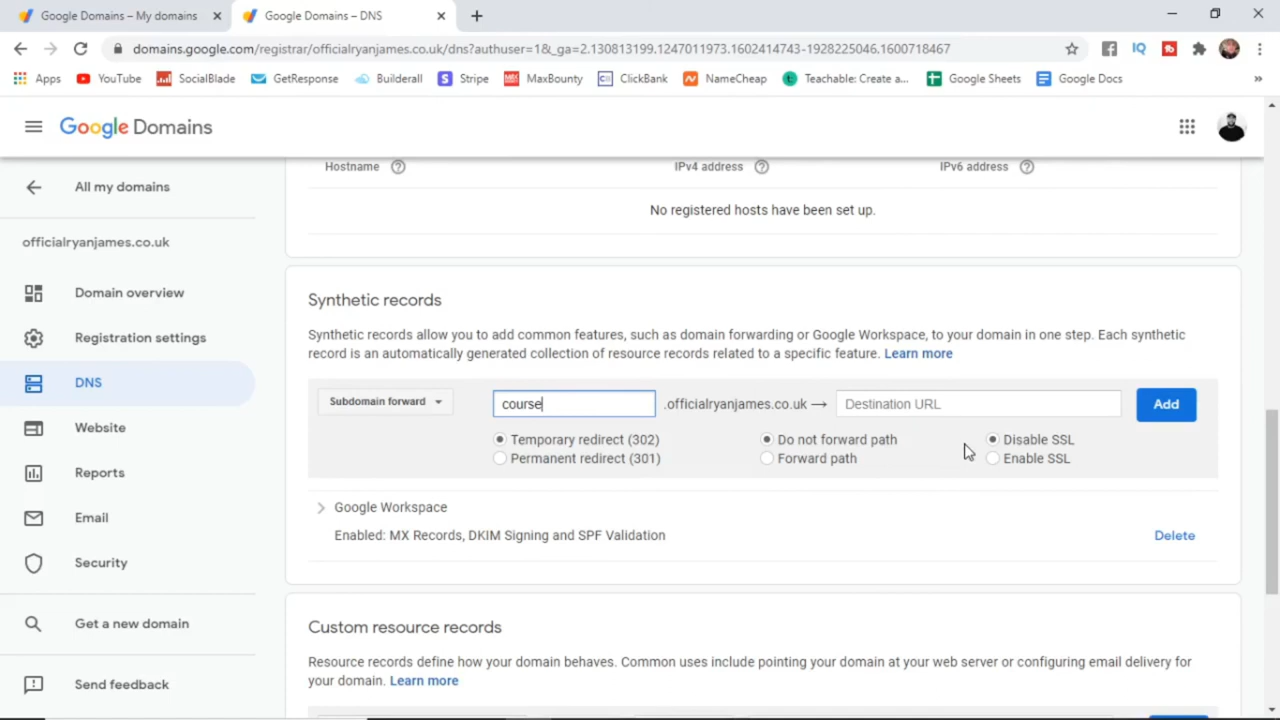 Google Domains – My domains
Google Domains – DNS
domains.google.com/registrar/officialryanjames.co.uk/dns?authuser=1&_ga=2.130813199.1247011973.1602414743-1928225046.1600718467
IQ
Apps YouTube SocialBlade GetResponse Builderall Stripe MaxBounty ClickBank NameCheap Teachable: Create a... Google Sheets Google Docs »
Google Domains
Hostname ? IPv4 address ? IPv6 address ?
All my domains
No registered hosts have been set up.
officialryanjames.co.uk
Domain overview
Synthetic records
Registration settings
Synthetic records allow you to add common features, such as domain forwarding or Google Workspace, to your domain in one step. Each synthetic
record is an automatically generated collection of resource records related to a specific feature. Learn more
DNS
Subdomain forward course .officialryanjames.co.uk → Destination URL Add
Website
Temporary redirect (302) Do not forward path Disable SSL
Permanent redirect (301) Forward path Enable SSL
Reports
Google Workspace
Email
Enabled: MX Records, DKIM Signing and SPF Validation Delete
Security
Get a new domain
Custom resource records
Resource records define how your domain behaves. Common uses include pointing your domain at your web server or configuring email delivery for
your domain. Learn more
Send feedback